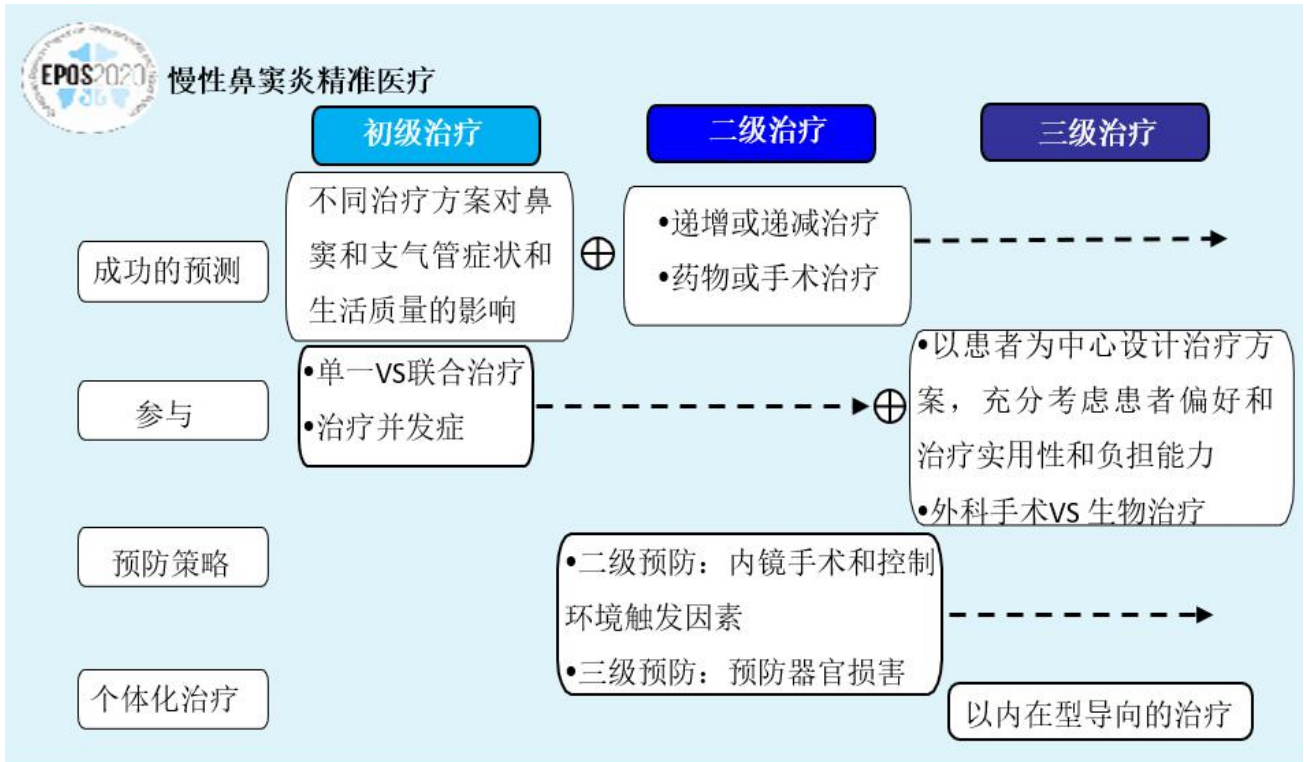 EPOS2020 慢性鼻窦炎精准医疗
初级治疗
二级治疗
三级治疗
成功的预测
不同治疗方案对鼻
窦和支气管症状和
生活质量的影响
•递增或递减治疗
•药物或手术治疗
参与
•单一VS联合治疗
•治疗并发症
•以患者为中心设计治疗方
案，充分考虑患者偏好和
治疗实用性和负担能力
•外科手术VS 生物治疗
预防策略
•二级预防：内镜手术和控制
环境触发因素
•三级预防：预防器官损害
个体化治疗
以内在型导向的治疗